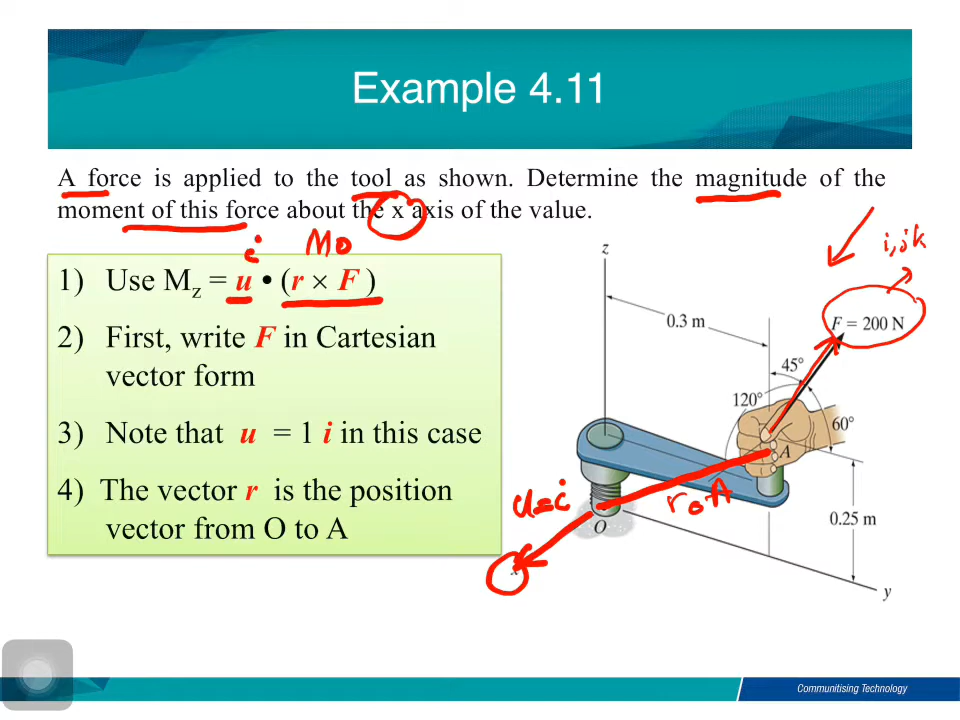 Example 4.11
A force is applied to the tool as shown. Determine the magnitude of the
moment of this force about the x axis of the value.
i Mo
1) Use Mz = u • (r × F )
2) First, write F in Cartesian
vector form
3) Note that u = 1 i in this case
4) The vector r is the position
vector from O to A
i, jk
z
0.3 m
F = 200 N
45°
120°
60°
A
u=i
roA
0.25 m
O
x
y
Communitising Technology